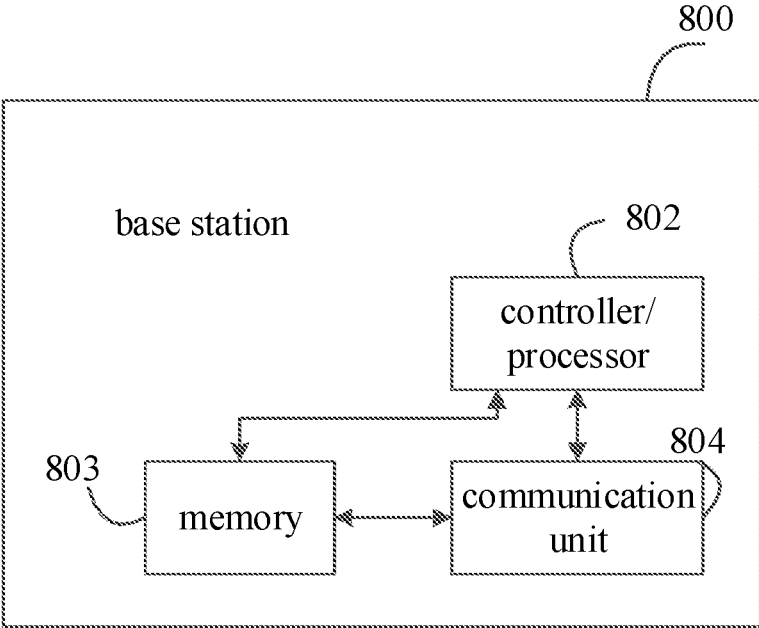 800
base station
802
controller/
processor
803
804
memory
communication
unit